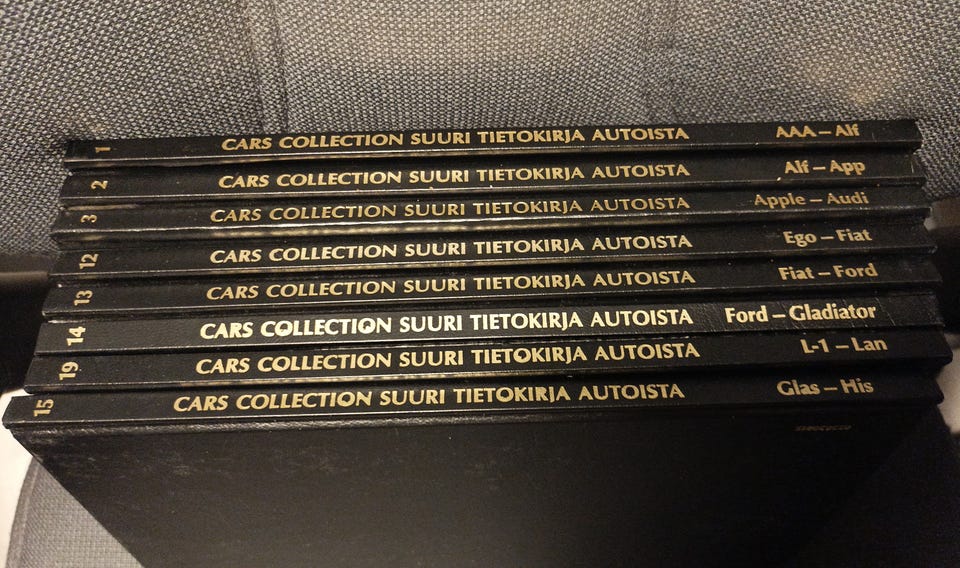 1 CARS COLLECTION SUURI TIETOKIRJA AUTOISTA AAA – Alf
2 CARS COLLECTION SUURI TIETOKIRJA AUTOISTA Alf – App
3 CARS COLLECTION SUURI TIETOKIRJA AUTOISTA Apple – Audi
12 CARS COLLECTION SUURI TIETOKIRJA AUTOISTA Ego – Fiat
13 CARS COLLECTION SUURI TIETOKIRJA AUTOISTA Fiat – Ford
14 CARS COLLECTION SUURI TIETOKIRJA AUTOISTA Ford – Gladiator
19 CARS COLLECTION SUURI TIETOKIRJA AUTOISTA L-1 – Lan
15 CARS COLLECTION SUURI TIETOKIRJA AUTOISTA Glas – His